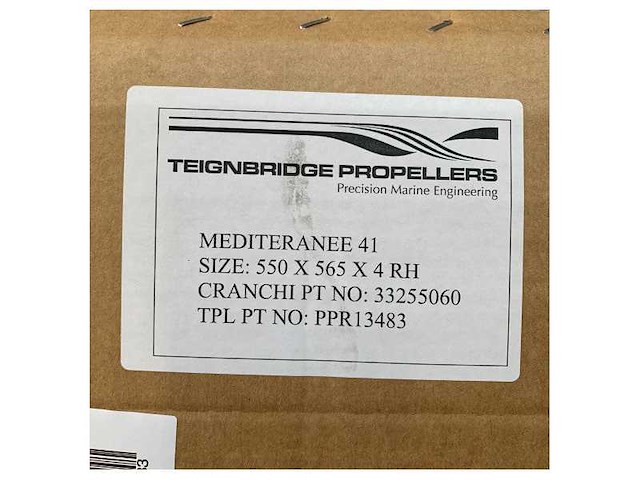 TEIGNBRIDGE PROPELLERS
Precision Marine Engineering
MEDITERANEE 41
SIZE: 550 X 565 X 4 RH
CRANCHI PT NO: 33255060
TPL PT NO: PPR13483